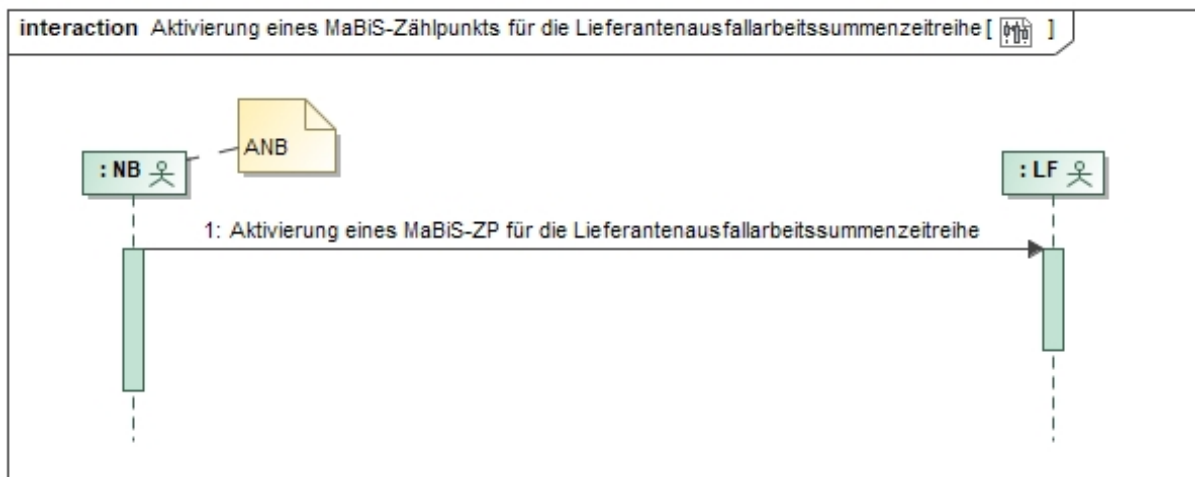 interaction Aktivierung eines MaBiS-Zählpunkts für die Lieferantenausfallarbeitssummenzeitreihe [ ]
ANB
: NB
: LF
1: Aktivierung eines MaBiS-ZP für die Lieferantenausfallarbeitssummenzeitreihe